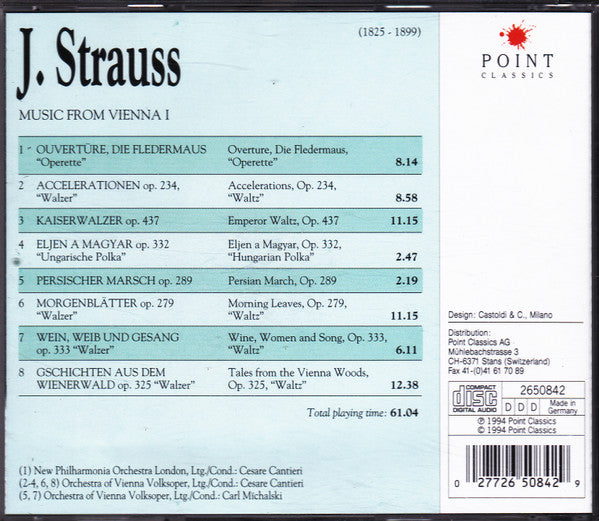 J. Strauss
(1825 - 1899)
MUSIC FROM VIENNA I
1 - OUVERTÜRE, DIE FLEDERMAUS Overture, Die Fledermaus,
"Operette" "Operette" 8.14
2 ACCELERATIONEN op. 234, Accelerations, Op. 234,
"Walzer" "Waltz" 8.58
3 KAISERWALZER op. 437 Emperor Waltz, Op. 437 11.15
4 ELJEN A MAGYAR op. 332 Eljen a Magyar, Op. 332,
"Ungarische Polka" "Hungarian Polka" 2.47
5 PERSISCHER MARSCH op. 289 Persian March, Op. 289 2.19
6 MORGENBLÄTTER op. 279 Morning Leaves, Op. 279,
"Walzer" "Waltz" 11.15
7 WEIN, WEIB UND GESANG Wine, Women and Song, Op. 333,
op. 333 "Walzer" "Waltz" 6.11
8 GSCHICHTEN AUS DEM Tales from the Vienna Woods,
WIENERWALD op. 325 "Walzer" Op. 325, "Waltz" 12.38
Total playing time: 61.04
(1) New Philharmonia Orchestra London, Ltg./Cond.: Cesare Cantieri
(2-4, 6, 8) Orchestra of Vienna Volksoper, Ltg./Cond.: Cesare Cantieri
(5, 7) Orchestra of Vienna Volksoper, Ltg./Cond.: Carl Michalski
POINT
CLASSICS
Design: Castoldi & C., Milano
Distribution:
Point Classics AG
Mühlebachstrasse 3
CH-6371 Stans (Switzerland)
Fax 41-(0)41 61 70 89
COMPACT
disc
DIGITAL AUDIO
2650842
D D D
Made in
Germany
℗ 1994 Point Classics
© 1994 Point Classics
0 27726 50842 9